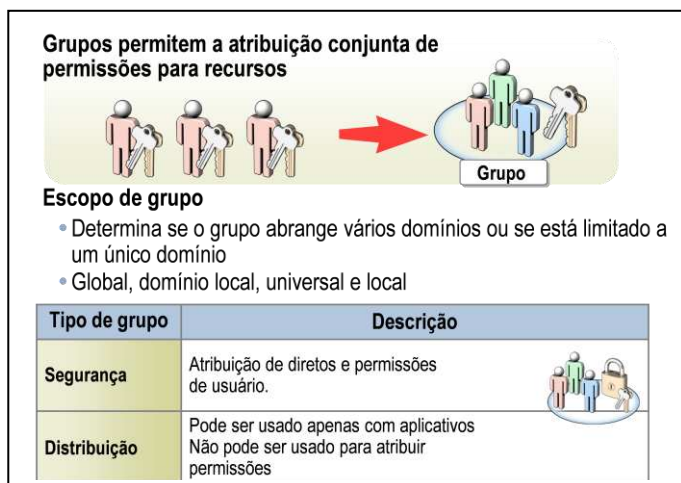 Grupos permitem a atribuição conjunta de
permissões para recursos
Grupo
Escopo de grupo
• Determina se o grupo abrange vários domínios ou se está limitado a
um único domínio
• Global, domínio local, universal e local
Tipo de grupo
Descrição
Segurança
Atribuição de diretos e permissões
de usuário.
Distribuição
Pode ser usado apenas com aplicativos
Não pode ser usado para atribuir
permissões